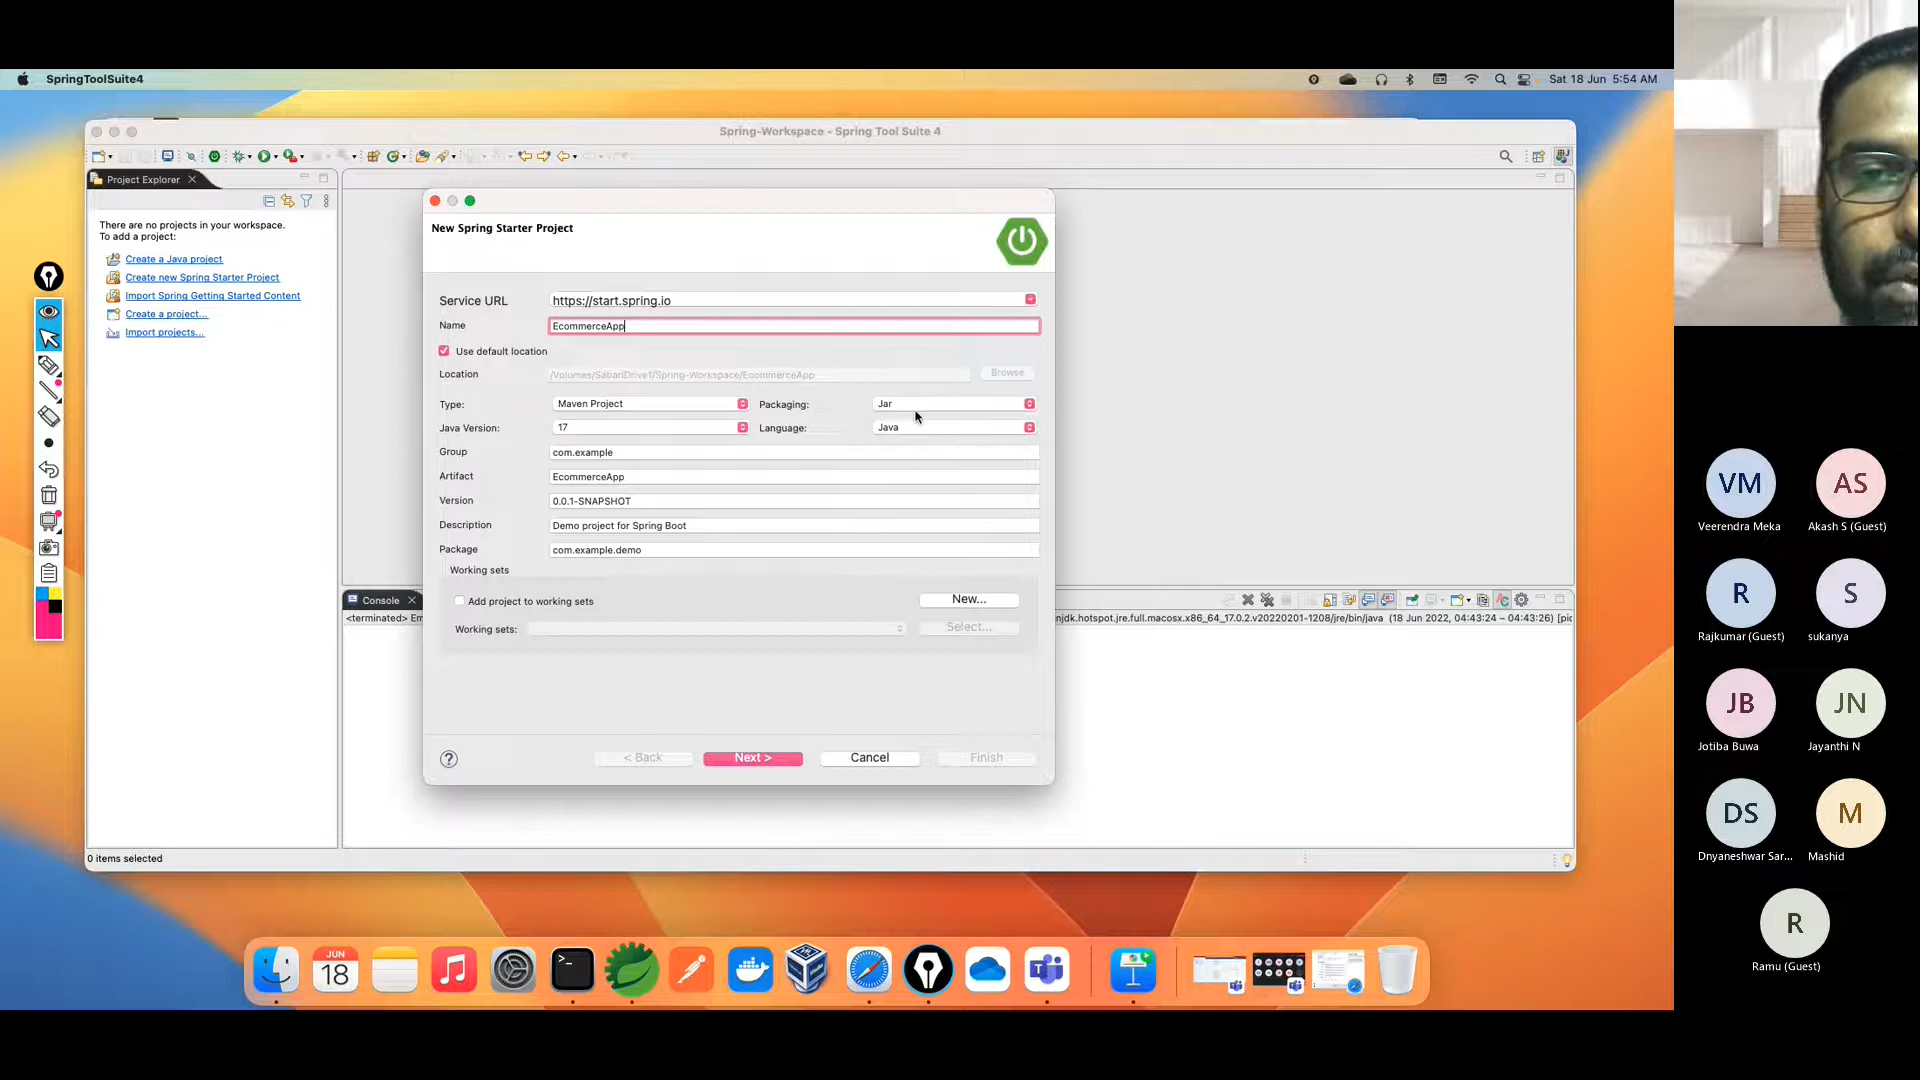 SpringToolSuite4
Sat 18 Jun 5:54 AM
Spring-Workspace - Spring Tool Suite 4
Project Explorer
There are no projects in your workspace.
To add a project:
Create a Java project
Create new Spring Starter Project
Import Spring Getting Started Content
Create a project...
Import projects...
New Spring Starter Project
Service URL https://start.spring.io
Name EcommerceApp
Use default location
Location /Volumes/SabariDrive1/Spring-Workspace/EcommerceApp Browse
Type: Maven Project Packaging: Jar
Java Version: 17 Language: Java
Group com.example
Artifact EcommerceApp
Version 0.0.1-SNAPSHOT
Description Demo project for Spring Boot
Package com.example.demo
Working sets
Add project to working sets New...
Working sets: Select...
? < Back Next > Cancel Finish
Console
<terminated> Em
njdk.hotspot.jre.full.macosx.x86_64_17.0.2.v20220201-1208/jre/bin/java (18 Jun 2022, 04:43:24 – 04:43:26) [pid
0 items selected
JUN
18
VM
Veerendra Meka
AS
Akash S (Guest)
R
Rajkumar (Guest)
S
sukanya
JB
Jotiba Buwa
JN
Jayanthi N
DS
Dnyaneshwar Sar...
M
Mashid
R
Ramu (Guest)